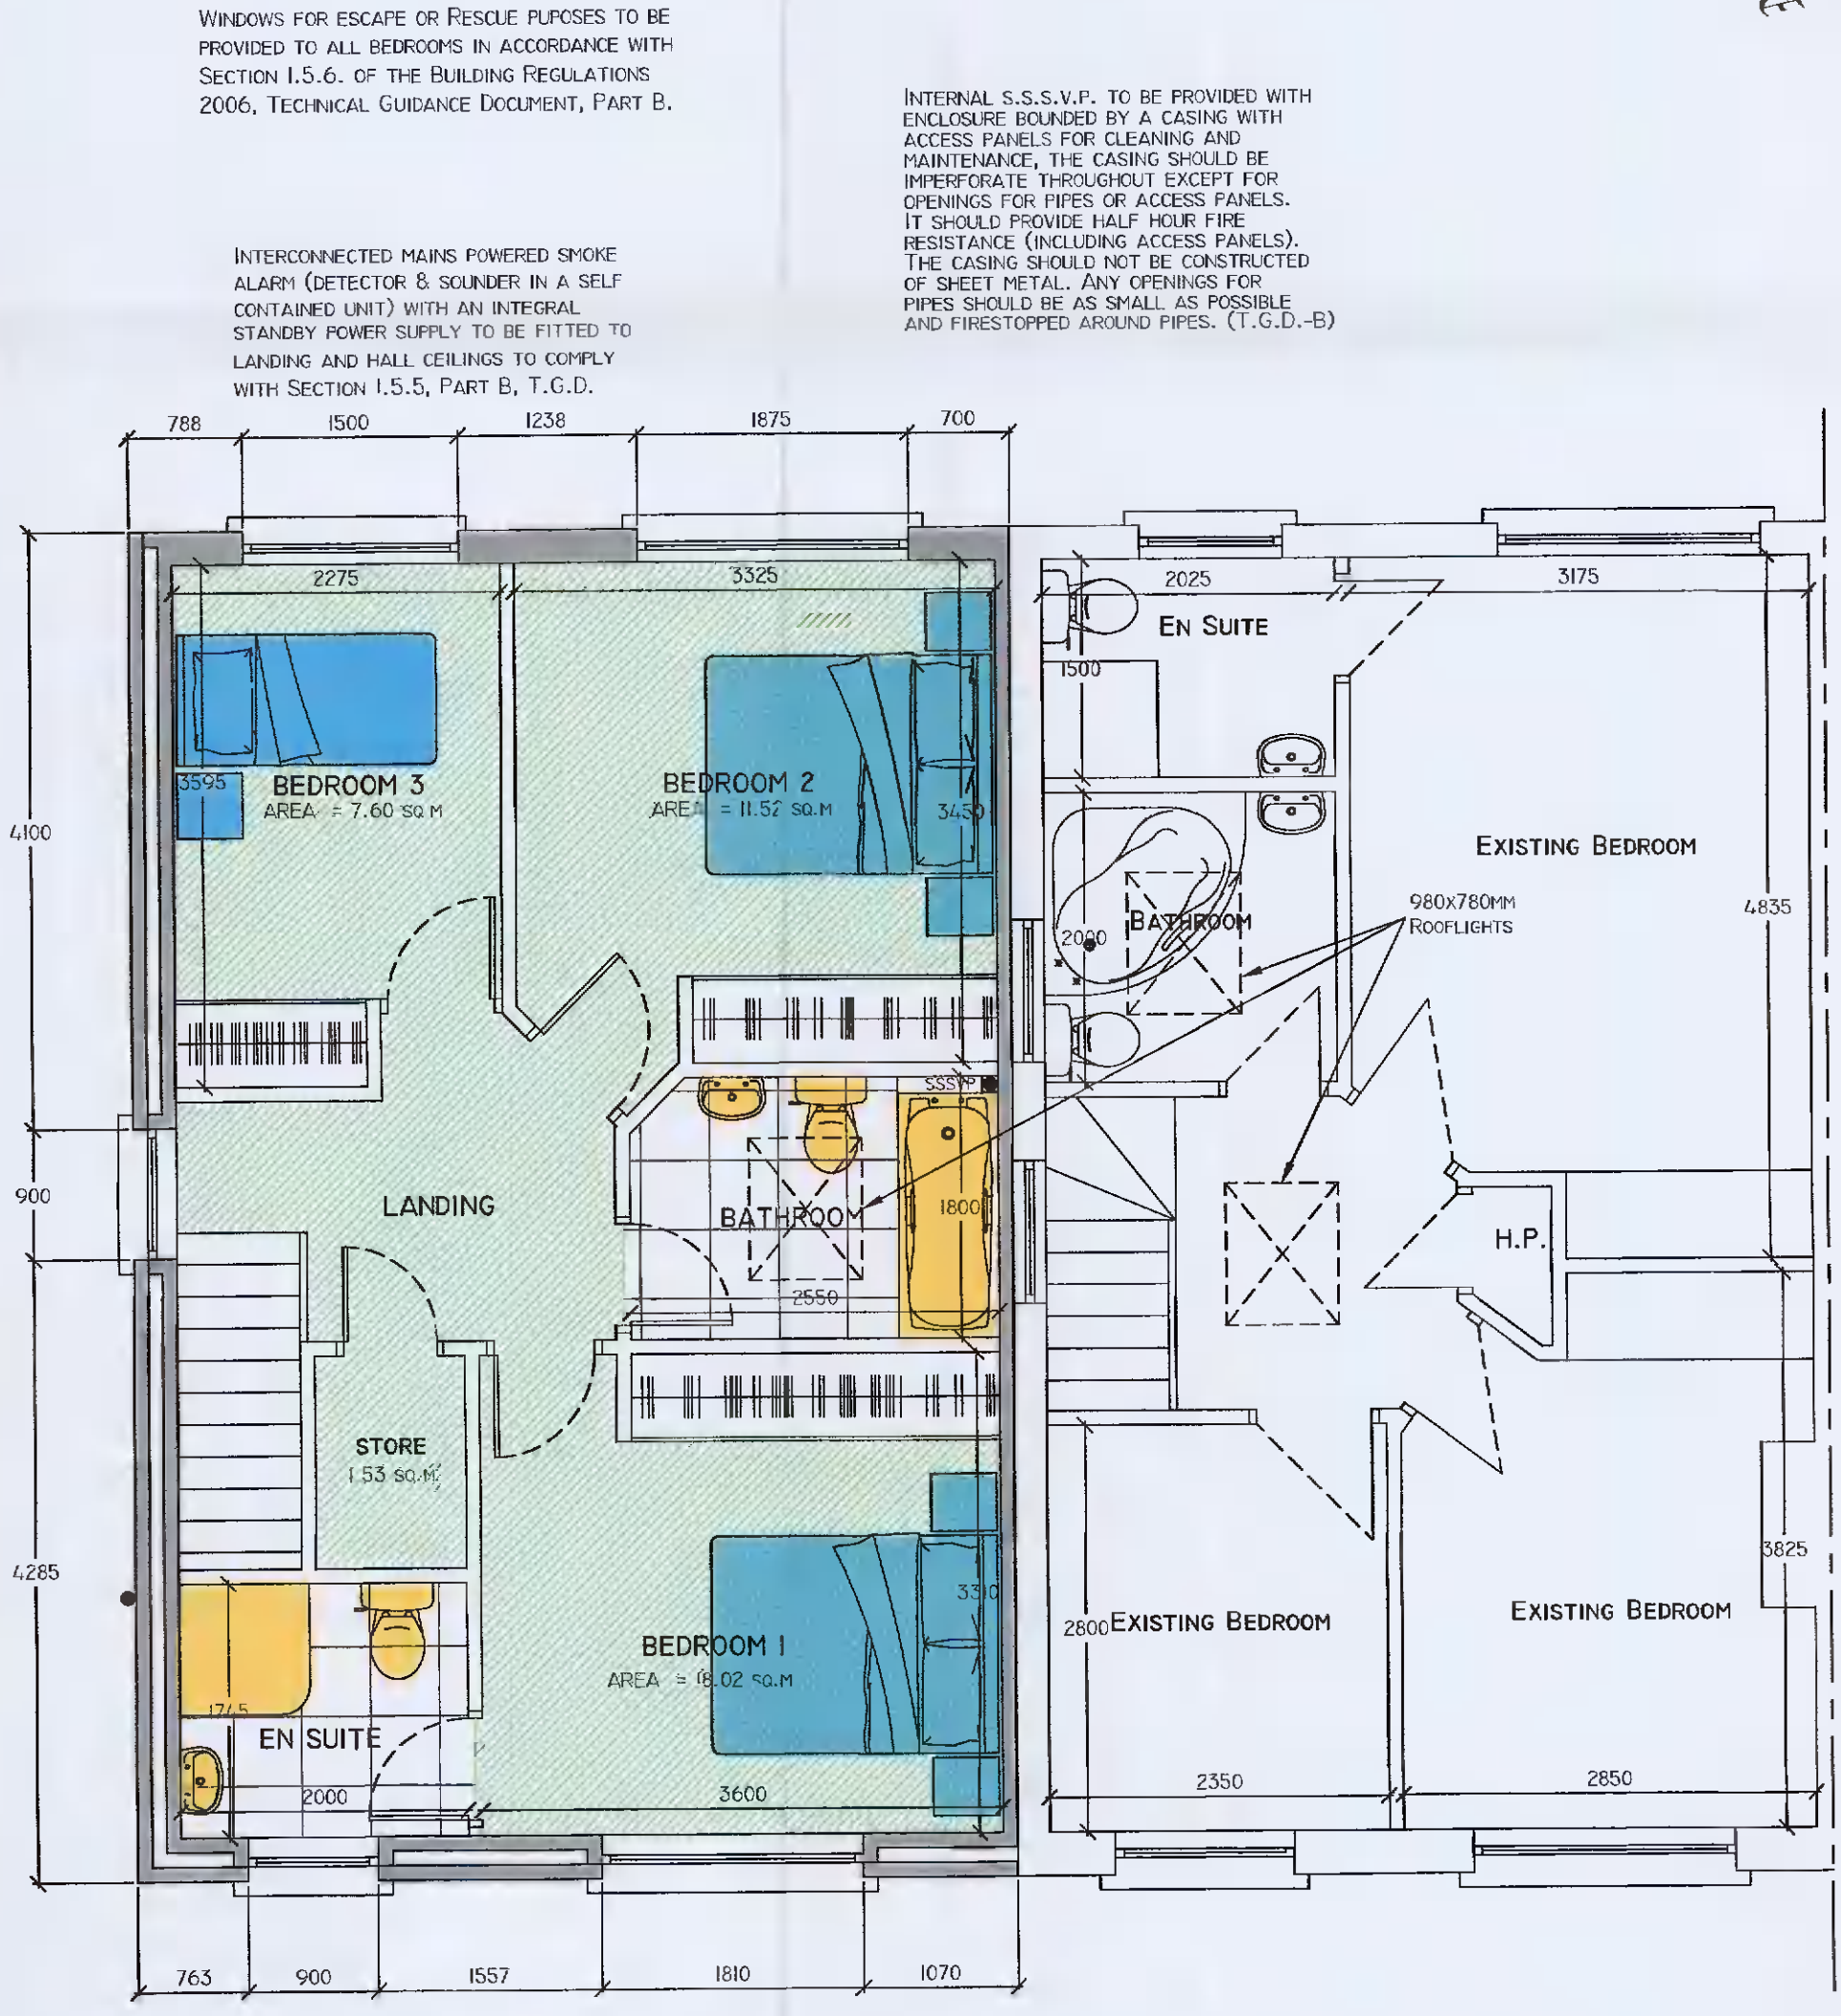 WINDOWS FOR ESCAPE OR RESCUE PUPOSES TO BE
PROVIDED TO ALL BEDROOMS IN ACCORDANCE WITH
SECTION 1.5.6. OF THE BUILDING REGULATIONS
2006, TECHNICAL GUIDANCE DOCUMENT, PART B.
INTERNAL S.S.S.V.P. TO BE PROVIDED WITH
ENCLOSURE BOUNDED BY A CASING WITH
ACCESS PANELS FOR CLEANING AND
MAINTENANCE, THE CASING SHOULD BE
IMPERFORATE THROUGHOUT EXCEPT FOR
OPENINGS FOR PIPES OR ACCESS PANELS.
IT SHOULD PROVIDE HALF HOUR FIRE
RESISTANCE (INCLUDING ACCESS PANELS).
THE CASING SHOULD NOT BE CONSTRUCTED
OF SHEET METAL. ANY OPENINGS FOR
PIPES SHOULD BE AS SMALL AS POSSIBLE
AND FIRESTOPPED AROUND PIPES. (T.G.D.-B)
INTERCONNECTED MAINS POWERED SMOKE
ALARM (DETECTOR & SOUNDER IN A SELF
CONTAINED UNIT) WITH AN INTEGRAL
STANDBY POWER SUPPLY TO BE FITTED TO
LANDING AND HALL CEILINGS TO COMPLY
WITH SECTION 1.5.5, PART B, T.G.D.
788 1500 1238 1875 700
2275 3325 2025 3175
EN SUITE
1500
3595
BEDROOM 3
AREA = 7.60 SQ M
BEDROOM 2
AREA = 11.52 SQ.M
3450
4100
EXISTING BEDROOM
980X780MM
ROOFLIGHTS
4835
BATHROOM
2000
SSSVP
900
LANDING
BATHROOM
1800
2550
H.P.
STORE
1.53 SQ.M
4285
3825
3310
BEDROOM 1
AREA = 18.02 SQ.M
2800
EXISTING BEDROOM
EXISTING BEDROOM
1745
EN SUITE
2000
3600
2350
2850
763 900 1557 1810 1070